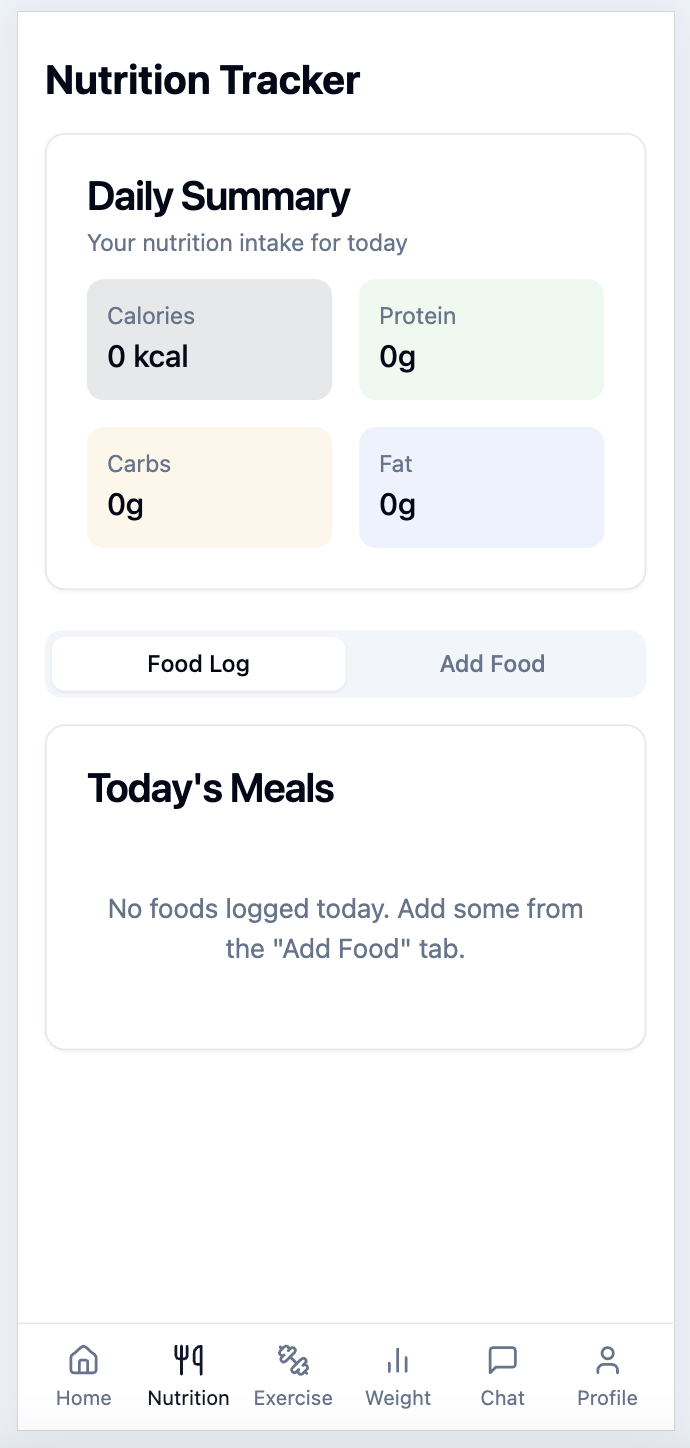 Nutrition Tracker
Daily Summary
Your nutrition intake for today
Calories
0 kcal
Protein
0g
Carbs
0g
Fat
0g
Food Log
Add Food
Today's Meals
No foods logged today. Add some from
the "Add Food" tab.
Home
Nutrition
Exercise
Weight
Chat
Profile